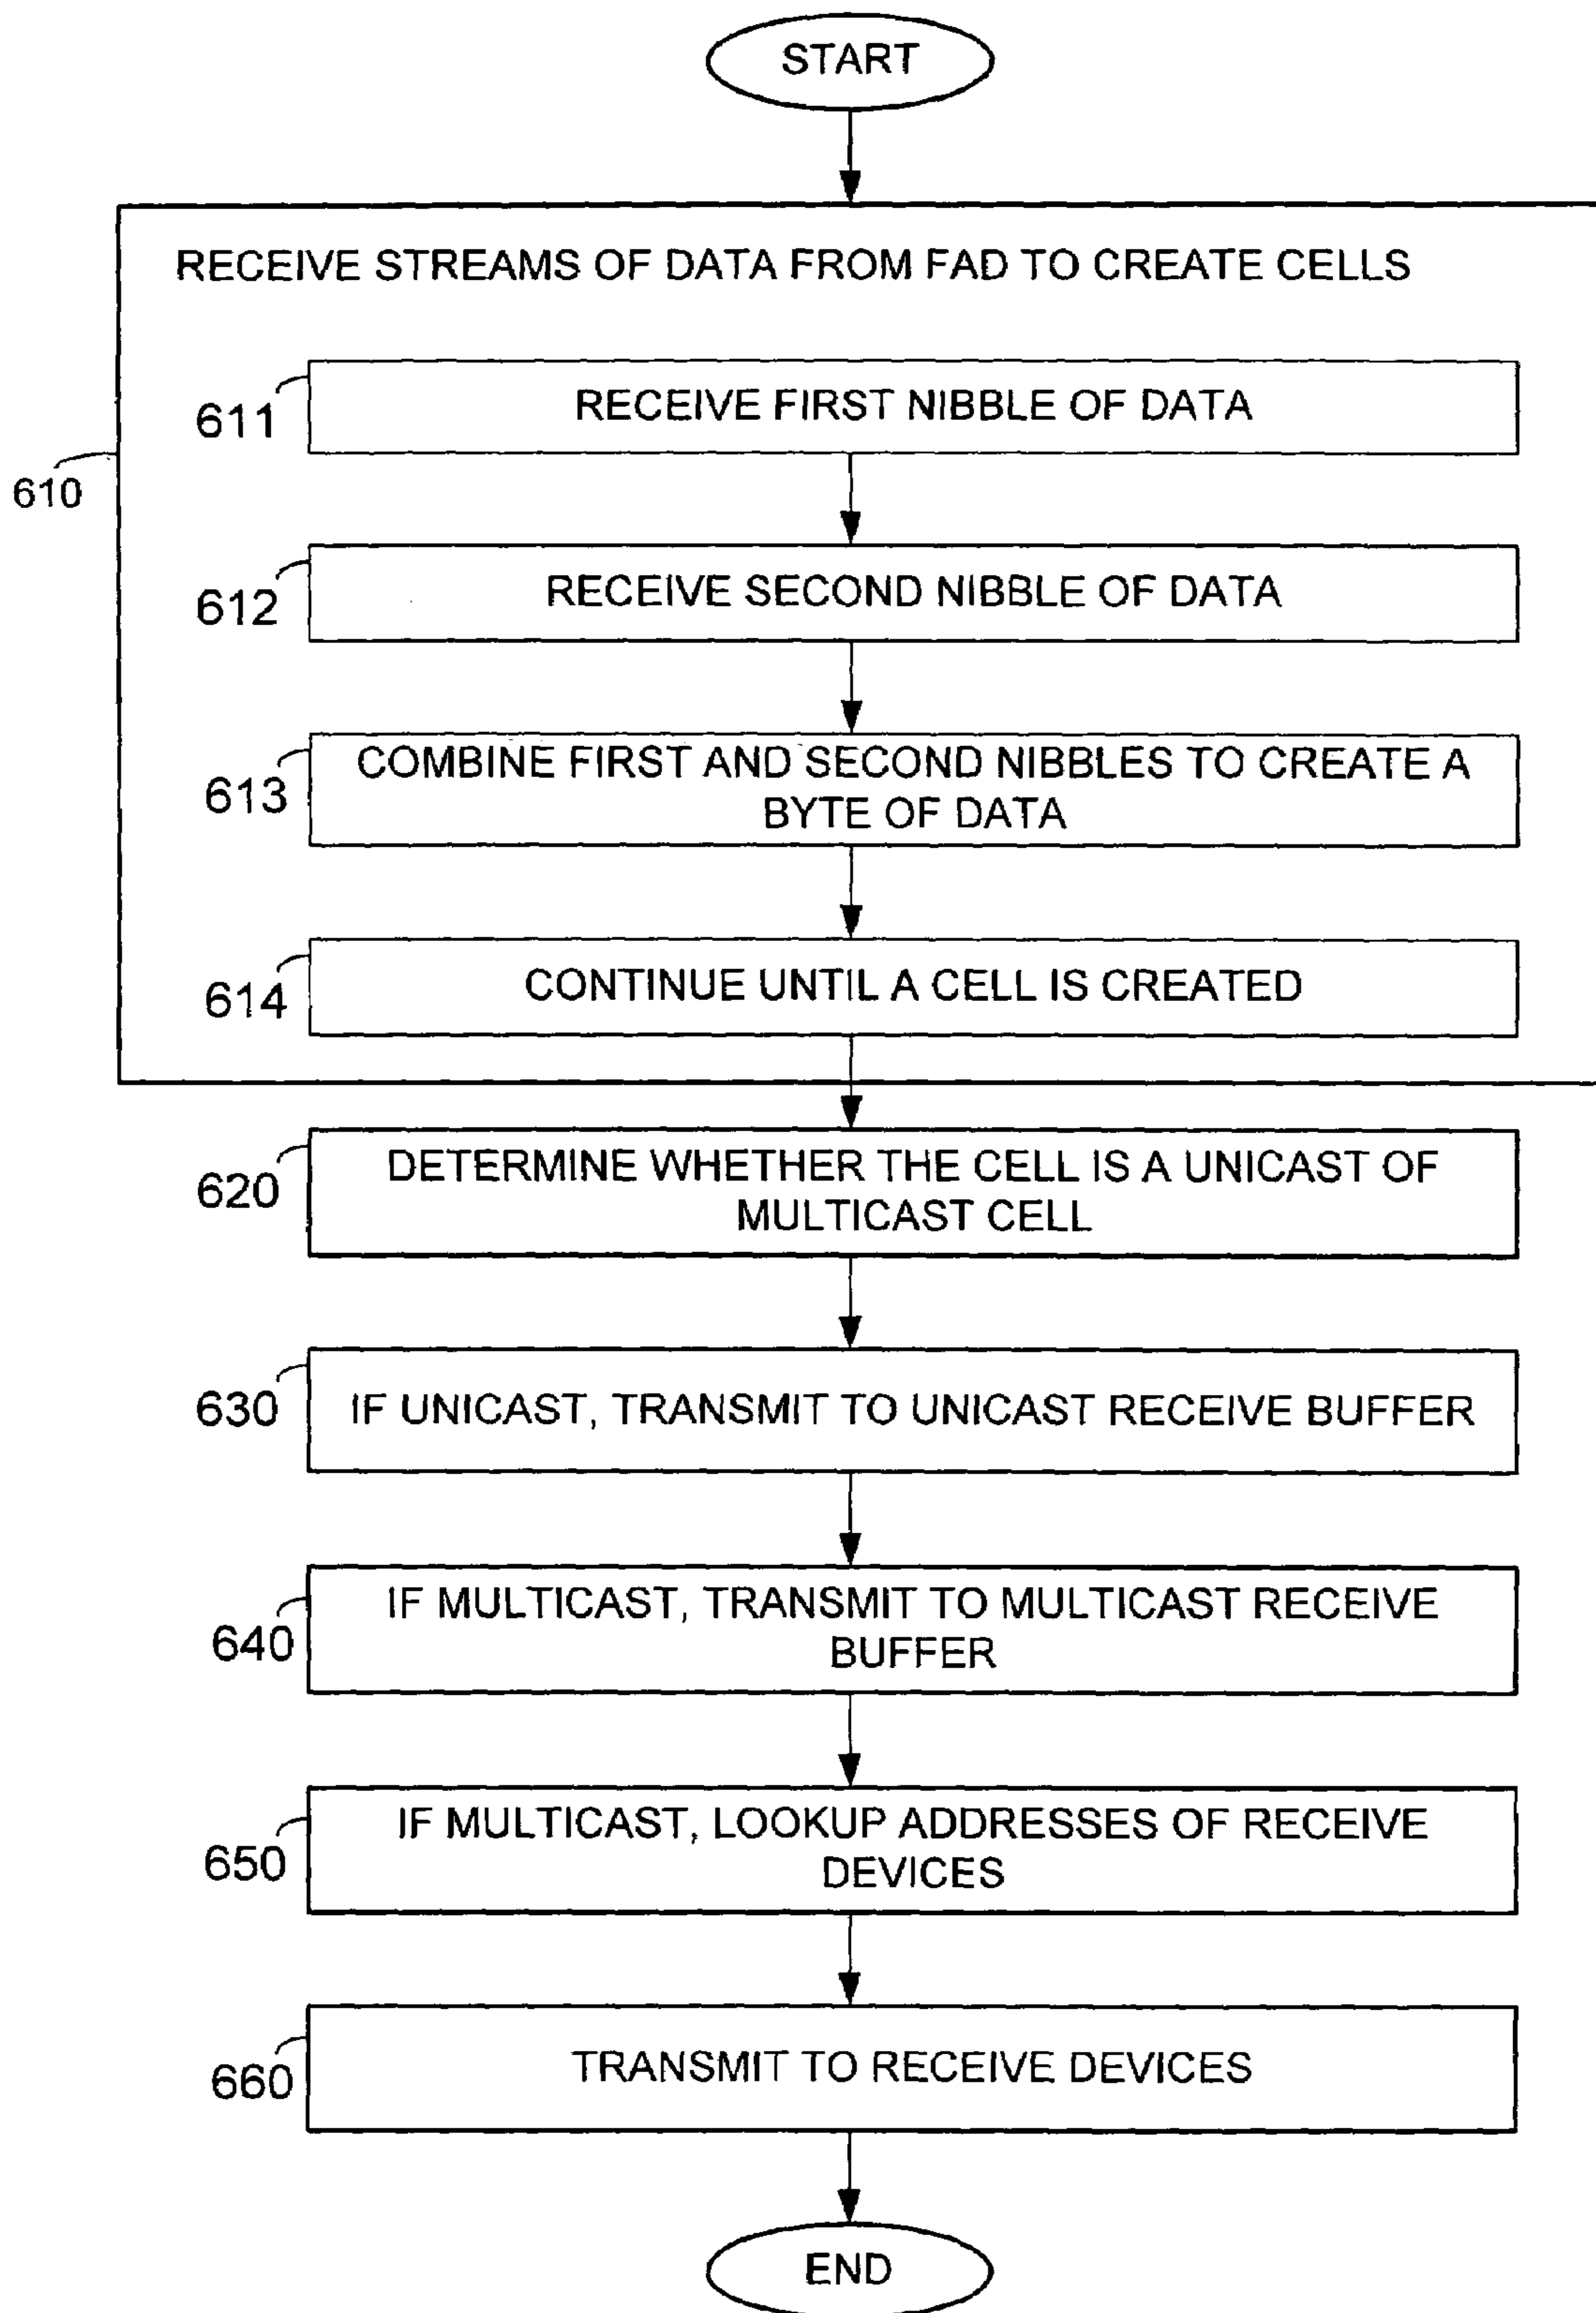 START
RECEIVE STREAMS OF DATA FROM FAD TO CREATE CELLS
611
RECEIVE FIRST NIBBLE OF DATA
610
612
RECEIVE SECOND NIBBLE OF DATA
613
COMBINE FIRST AND SECOND NIBBLES TO CREATE A
BYTE OF DATA
614
CONTINUE UNTIL A CELL IS CREATED
620
DETERMINE WHETHER THE CELL IS A UNICAST OF
MULTICAST CELL
630
IF UNICAST, TRANSMIT TO UNICAST RECEIVE BUFFER
640
IF MULTICAST, TRANSMIT TO MULTICAST RECEIVE
BUFFER
650
IF MULTICAST, LOOKUP ADDRESSES OF RECEIVE
DEVICES
660
TRANSMIT TO RECEIVE DEVICES
END